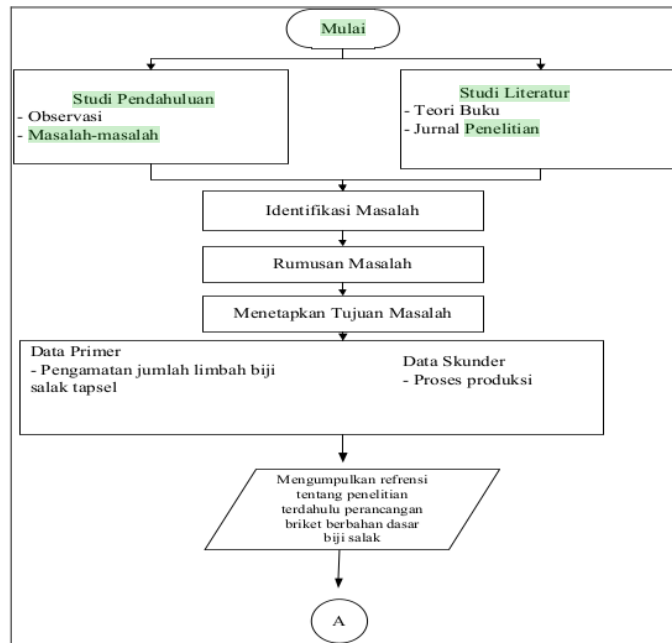 Mulai
Studi Pendahuluan
- Observasi
- Masalah-masalah
Studi Literatur
- Teori Buku
- Jurnal Penelitian
Identifikasi Masalah
Rumusan Masalah
Menetapkan Tujuan Masalah
Data Primer
- Pengamatan jumlah limbah biji
salak tapsel
Data Skunder
- Proses produksi
Mengumpulkan refrensi
tentang penelitian
terdahulu perancangan
briket berbahan dasar
biji salak
A